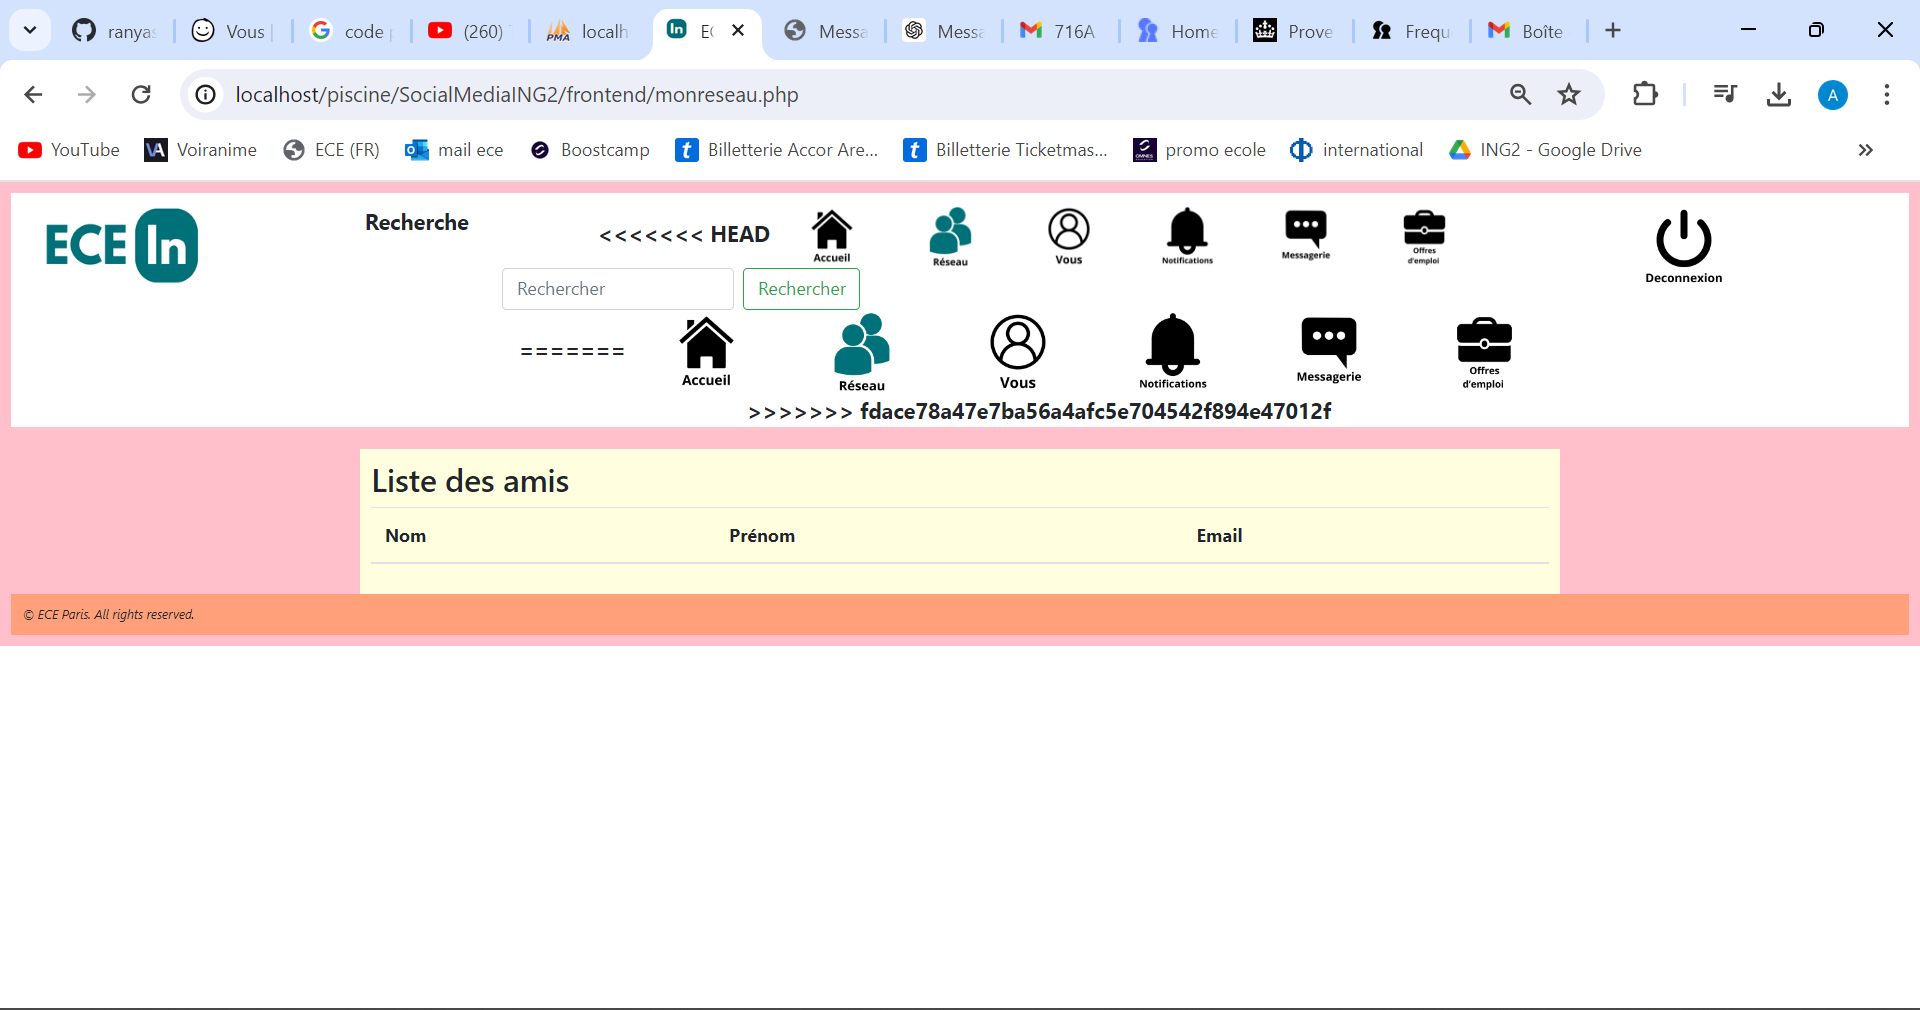 ranyas
Vous
code
(260)
localh
Messa
Messa
716A
Home
Prove
Frequ
Boîte
localhost/piscine/SocialMediaING2/frontend/monreseau.php
A
YouTube
Voiranime
ECE (FR)
mail ece
Boostcamp
Billetterie Accor Are...
Billetterie Ticketmas...
promo ecole
international
ING2 - Google Drive
ECE In
Recherche
<<<<<<< HEAD
Accueil
Réseau
Vous
Notifications
Messagerie
Offres
d'emploi
Deconnexion
Rechercher
Rechercher
=======
Accueil
Réseau
Vous
Notifications
Messagerie
Offres
d'emploi
>>>>>>> fdace78a47e7ba56a4afc5e704542f894e47012f
Liste des amis
Nom Prénom Email
© ECE Paris. All rights reserved.